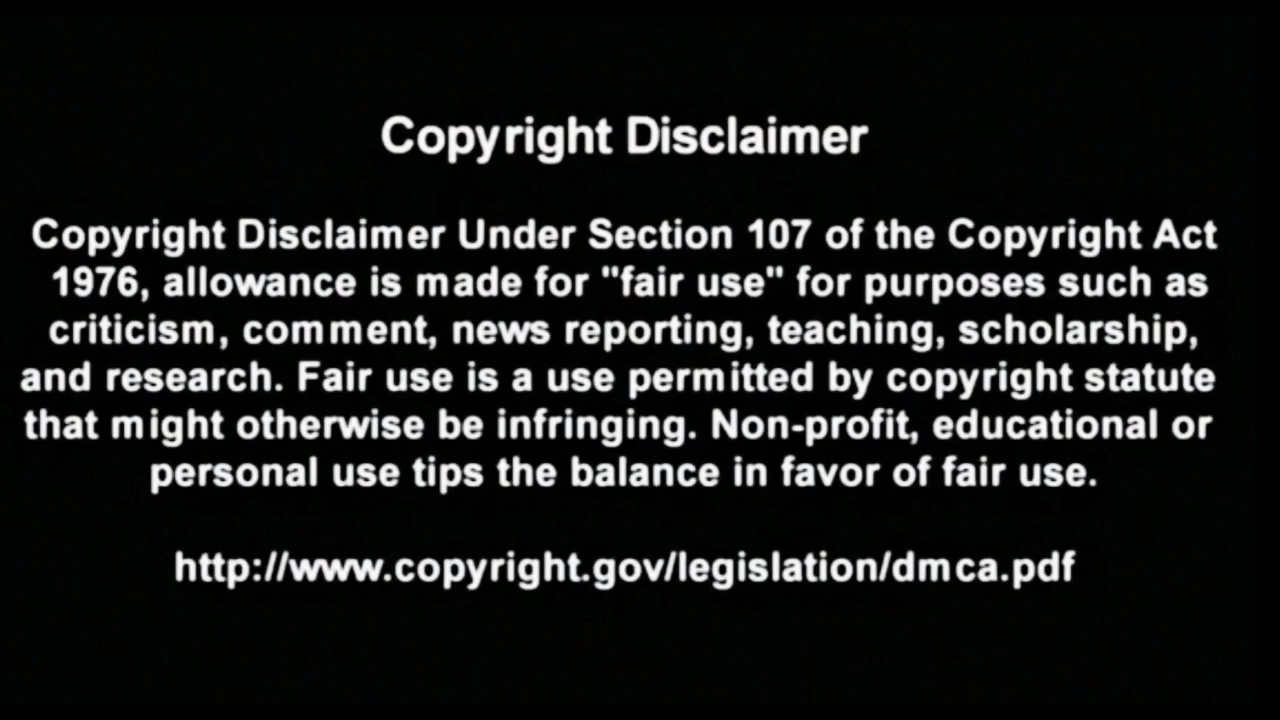 Copyright Disclaimer
Copyright Disclaimer Under Section 107 of the Copyright Act
1976, allowance is made for "fair use" for purposes such as
criticism, comment, news reporting, teaching, scholarship,
and research. Fair use is a use permitted by copyright statute
that might otherwise be infringing. Non-profit, educational or
personal use tips the balance in favor of fair use.
http://www.copyright.gov/legislation/dmca.pdf